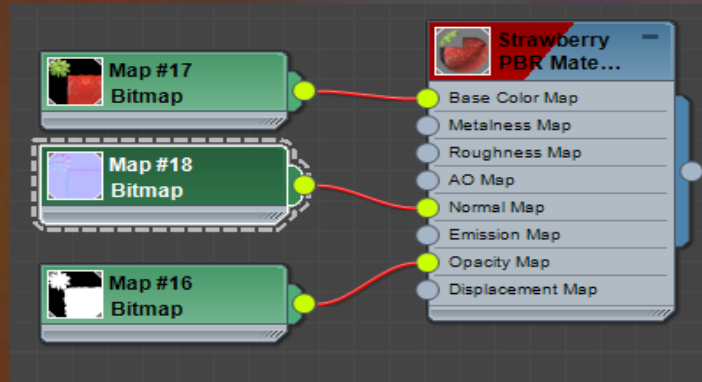 Map #17
Bitmap
Map #18
Bitmap
Map #16
Bitmap
Strawberry
PBR Mate...
Base Color Map
Metalness Map
Roughness Map
AO Map
Normal Map
Emission Map
Opacity Map
Displacement Map